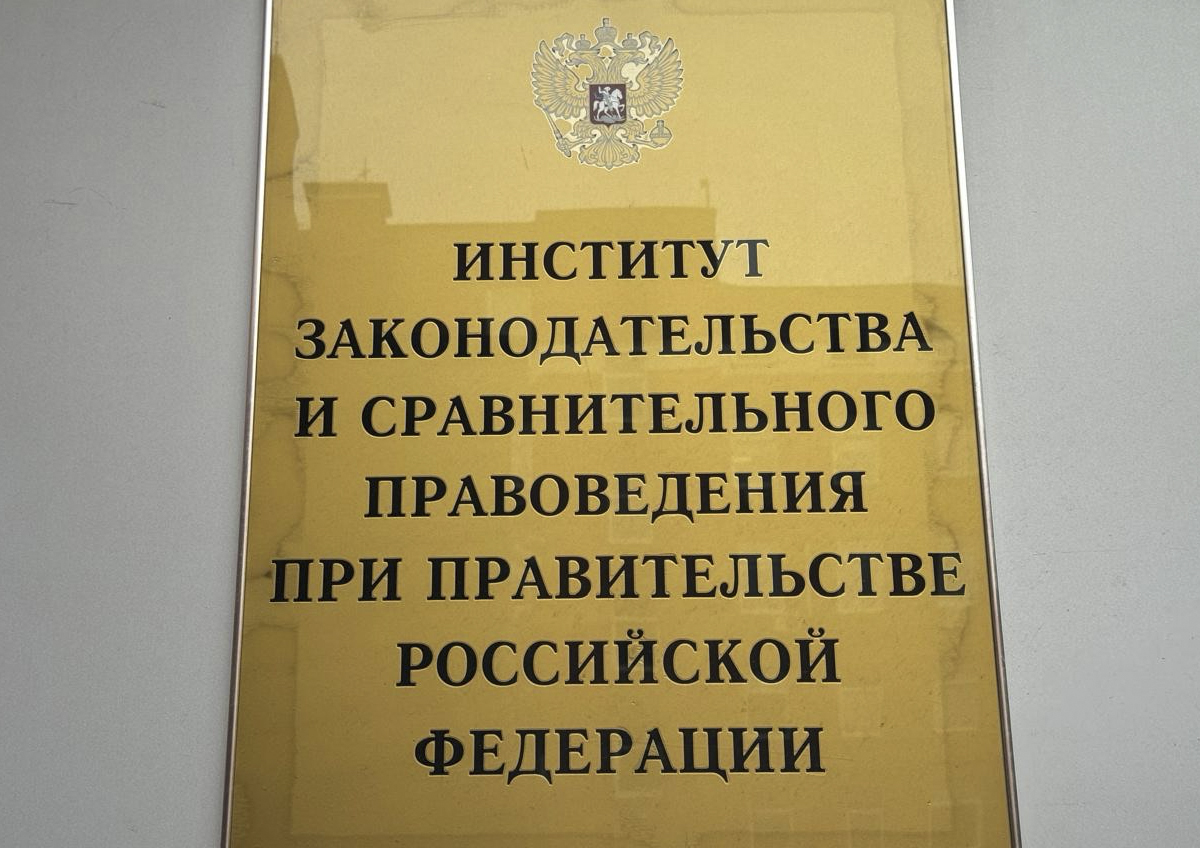 ИНСТИТУТ
ЗАКОНОДАТЕЛЬСТВА
И СРАВНИТЕЛЬНОГО
ПРАВОВЕДЕНИЯ
ПРИ ПРАВИТЕЛЬСТВЕ
РОССИЙСКОЙ
ФЕДЕРАЦИИ